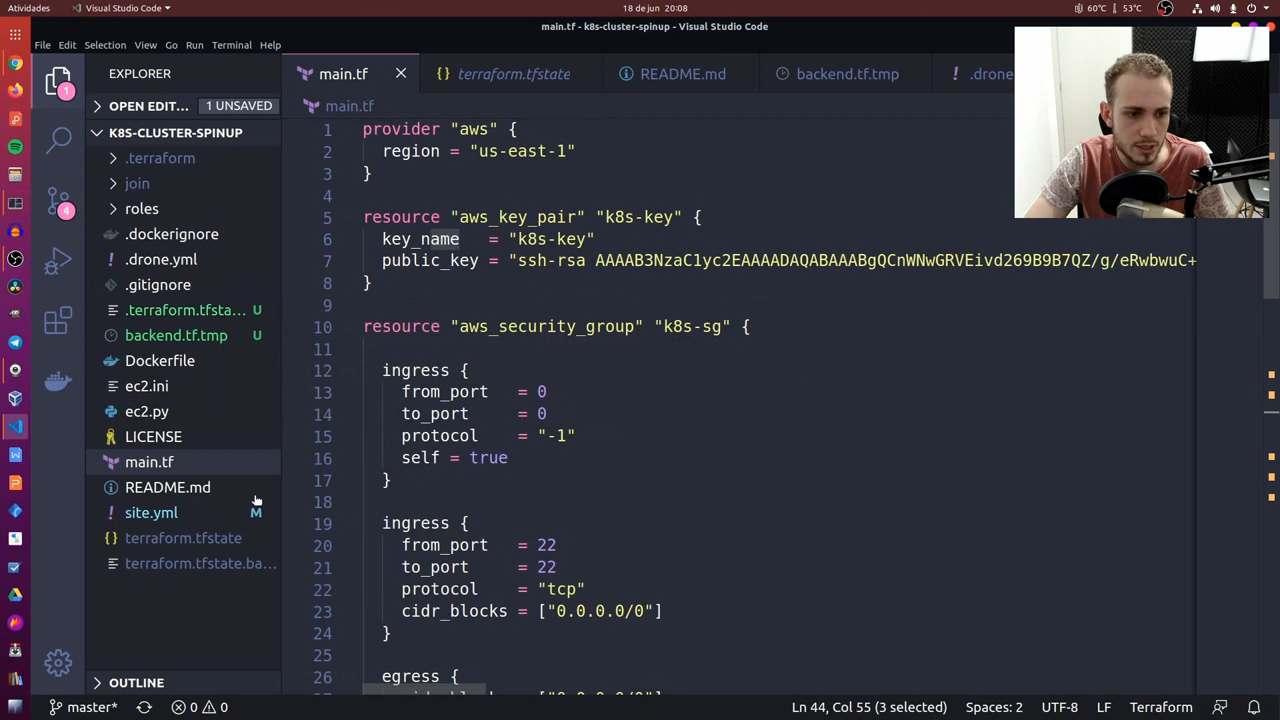 Atividades
Visual Studio Code
18 de jun 20:08
60°C
53°C
main.tf - k8s-cluster-spinup - Visual Studio Code
File Edit Selection View Go Run Terminal Help
EXPLORER
main.tf
terraform.tfstate
README.md
backend.tf.tmp
.drone
OPEN EDIT... 1 UNSAVED
main.tf
K8S-CLUSTER-SPINUP
.terraform
join
roles
.dockerignore
.drone.yml
.gitignore
.terraform.tfsta... U
backend.tf.tmp U
Dockerfile
ec2.ini
ec2.py
LICENSE
main.tf
README.md
site.yml M
terraform.tfstate
terraform.tfstate.ba...
OUTLINE
1 provider "aws" {
2 region = "us-east-1"
3 }
4
5 resource "aws_key_pair" "k8s-key" {
6 key_name = "k8s-key"
7 public_key = "ssh-rsa AAAAB3NzaC1yc2EAAAADAQABAAABgQCnWNwGRVEivd269B9B7QZ/g/eRwbwuC+
8 }
9
10 resource "aws_security_group" "k8s-sg" {
11
12 ingress {
13 from_port = 0
14 to_port = 0
15 protocol = "-1"
16 self = true
17 }
18
19 ingress {
20 from_port = 22
21 to_port = 22
22 protocol = "tcp"
23 cidr_blocks = ["0.0.0.0/0"]
24 }
25
26 egress {
1
4
master*
0 0
Ln 44, Col 55 (3 selected)
Spaces: 2
UTF-8
LF
Terraform